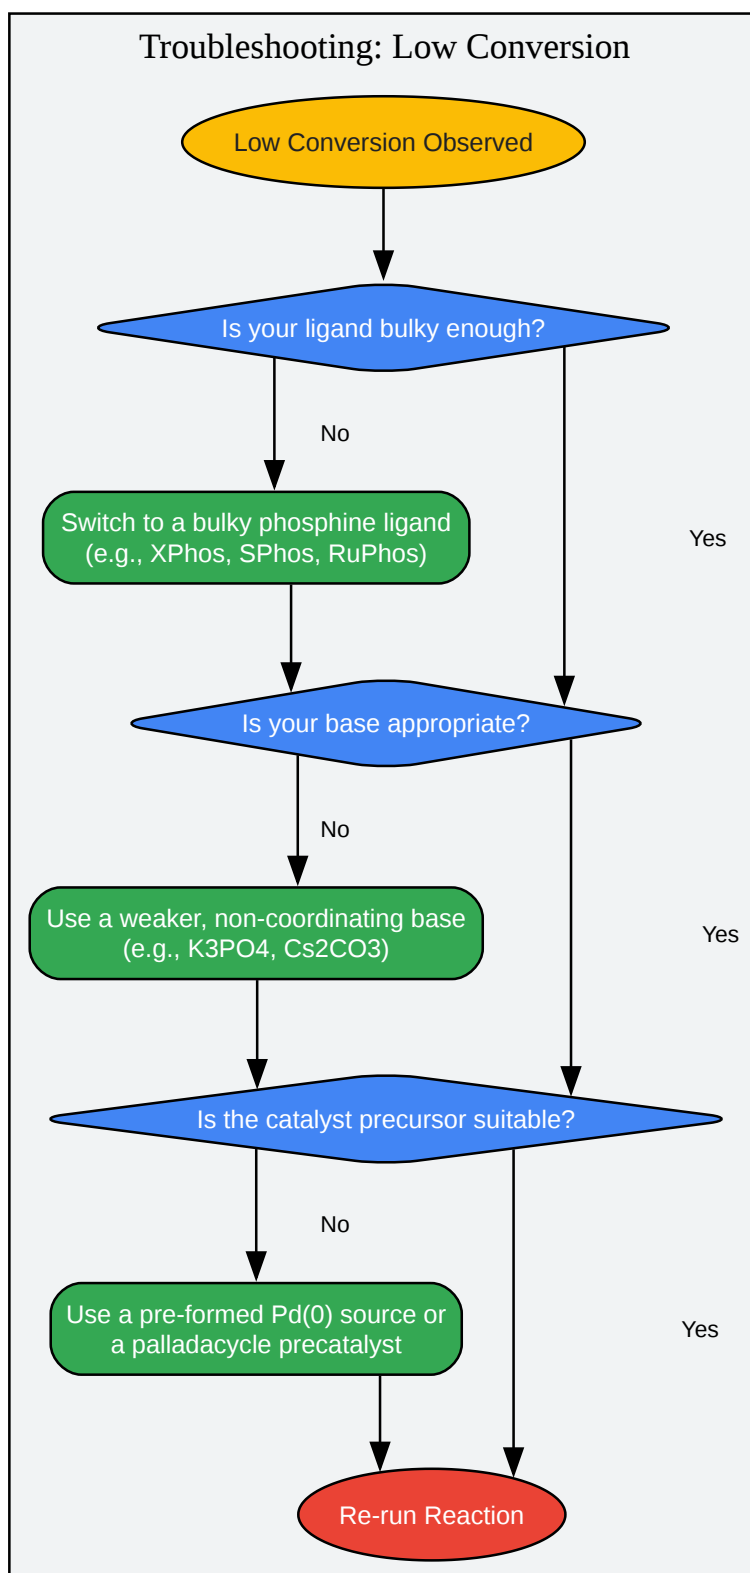 Troubleshooting: Low Conversion
Low Conversion Observed
Is your ligand bulky enough?
No
Switch to a bulky phosphine ligand
(e.g., XPhos, SPhos, RuPhos)
Yes
Is your base appropriate?
No
Use a weaker, non-coordinating base
(e.g., K3PO4, Cs2CO3)
Yes
Is the catalyst precursor suitable?
No
Use a pre-formed Pd(0) source or
a palladacycle precatalyst
Yes
Re-run Reaction